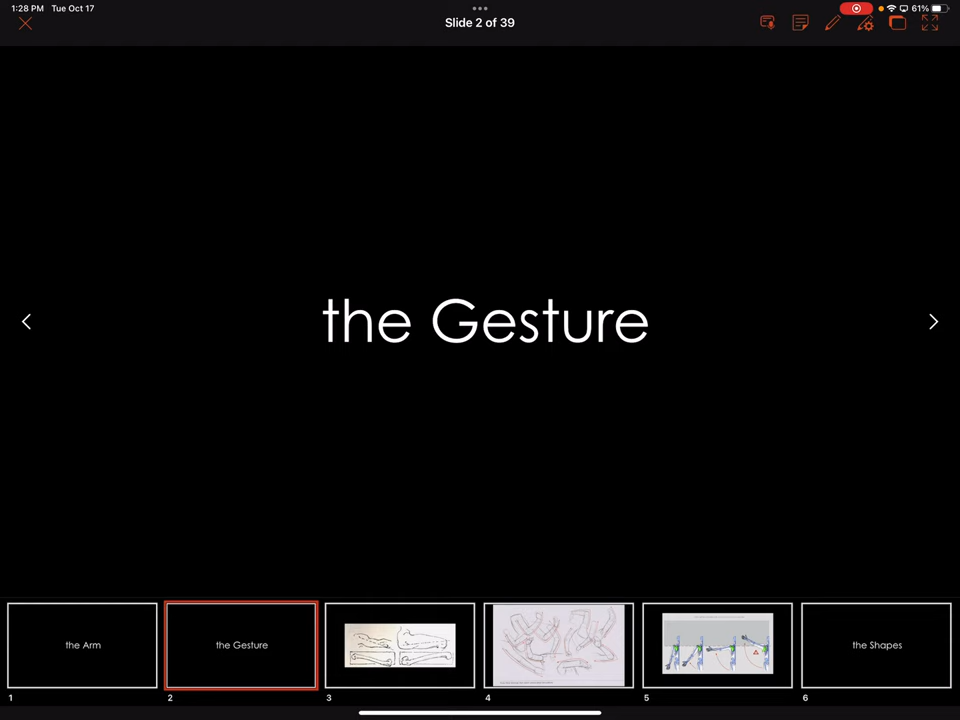 1:28 PM Tue Oct 17
61%
Slide 2 of 39
the Gesture
the Arm
the Gesture
the Shapes
1
2
3
4
5
6